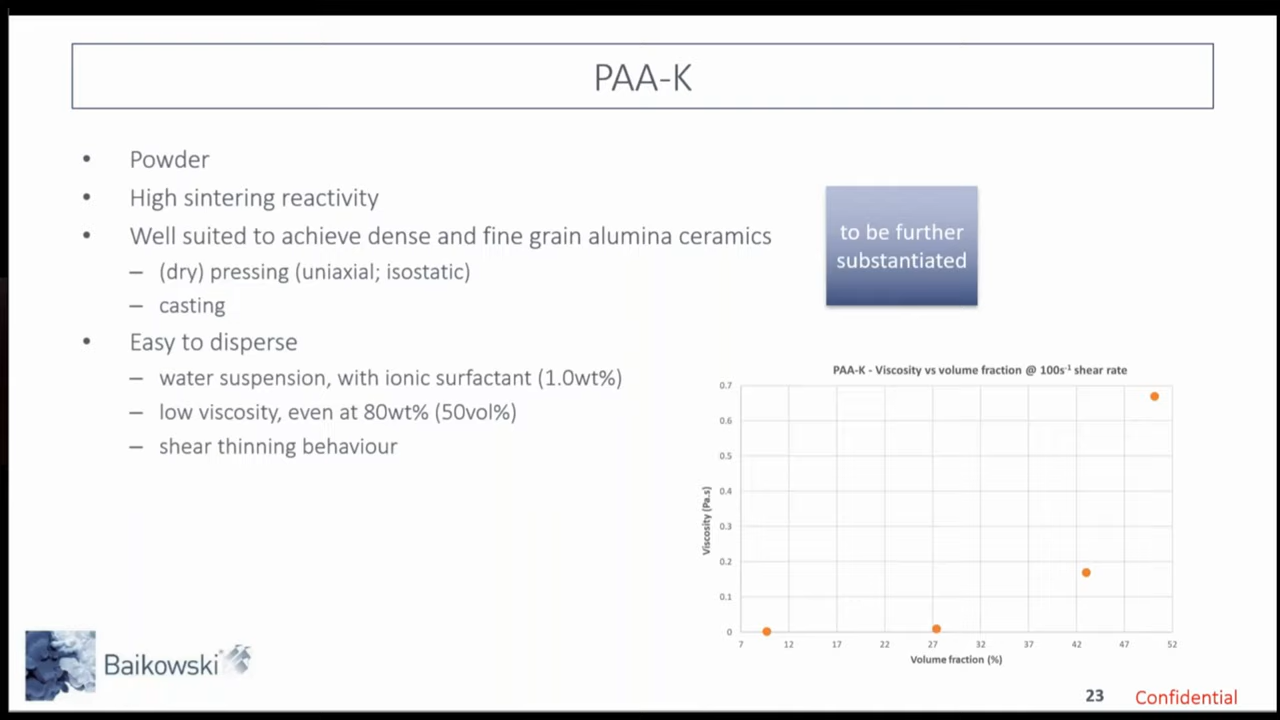 PAA-K
• Powder
• High sintering reactivity
• Well suited to achieve dense and fine grain alumina ceramics
– (dry) pressing (uniaxial; isostatic)
– casting
• Easy to disperse
– water suspension, with ionic surfactant (1.0wt%)
– low viscosity, even at 80wt% (50vol%)
– shear thinning behaviour
to be further
substantiated
PAA-K - Viscosity vs volume fraction @ 100s⁻¹ shear rate
Viscosity (Pa.s)
0.7
0.6
0.5
0.4
0.3
0.2
0.1
0
7 12 17 22 27 32 37 42 47 52
Volume fraction (%)
Baikowski
23 Confidential